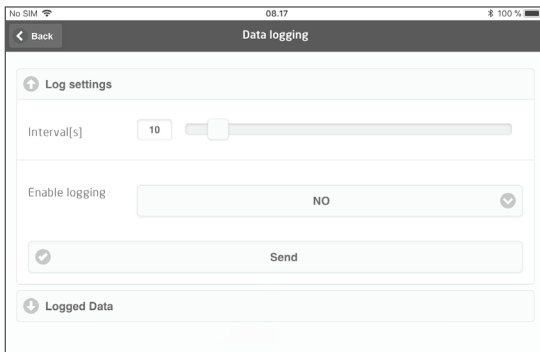 No SIM 08.17 100 %
Back Data logging
Log settings
Interval[s] 10
Enable logging NO
Send
Logged Data